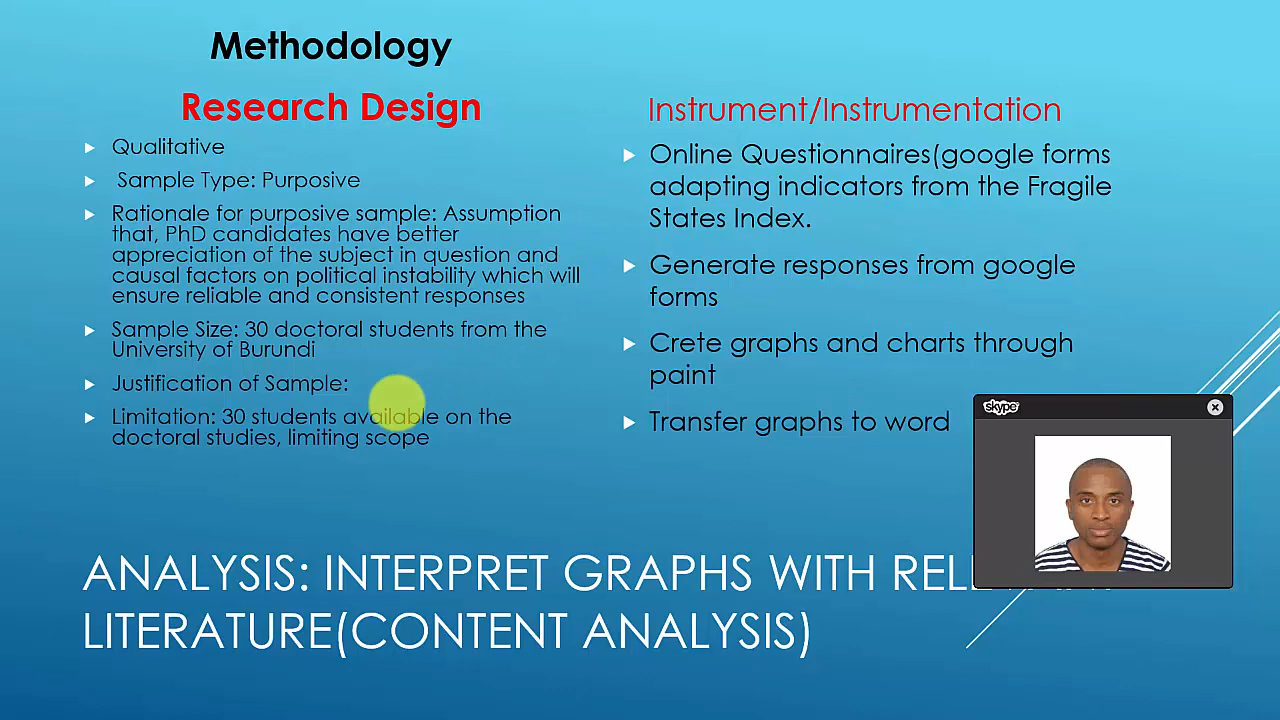 Methodology
Research Design
Qualitative
Sample Type: Purposive
Rationale for purposive sample: Assumption
that, PhD candidates have better
appreciation of the subject in question and
causal factors on political instability which will
ensure reliable and consistent responses
Sample Size: 30 doctoral students from the
University of Burundi
Justification of Sample:
Limitation: 30 students available on the
doctoral studies, limiting scope
Instrument/Instrumentation
Online Questionnaires(google forms
adapting indicators from the Fragile
States Index.
Generate responses from google
forms
Crete graphs and charts through
paint
Transfer graphs to word
skype
ANALYSIS: INTERPRET GRAPHS WITH
LITERATURE(CONTENT ANALYSIS)